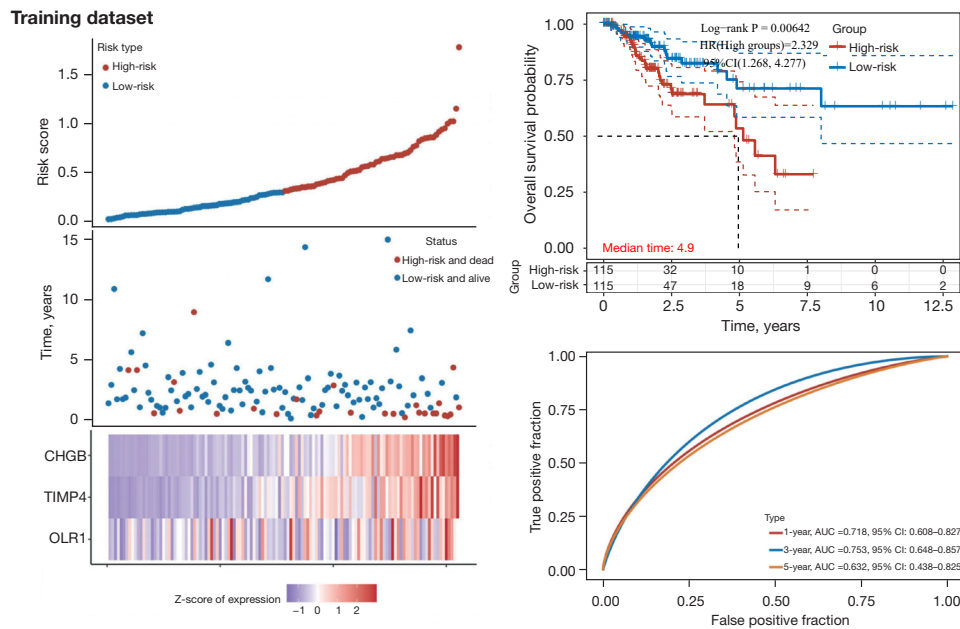 Training dataset
Risk type
High-risk
Low-risk
Risk score
1.5
1.0
0.5
0.0
Status
High-risk and dead
Low-risk and alive
Time, years
15
10
5
0
CHGB
TIMP4
OLR1
Z-score of expression
−1 0 1 2
Log−rank P = 0.00642
HR(High groups)=2.329
95%CI(1.268, 4.277)
Group
High-risk
Low-risk
Overall survival probability
1.00
0.75
0.50
0.25
0.00
Median time: 4.9
Group
High-risk 115 32 10 1 0 0
Low-risk 115 47 18 9 6 2
0 2.5 5 7.5 10 12.5
Time, years
True positive fraction
1.00
0.75
0.50
0.25
0.00
Type
1-year, AUC =0.718, 95% CI: 0.608–0.827
3-year, AUC =0.753, 95% CI: 0.648–0.857
5-year, AUC =0.632, 95% CI: 0.438–0.825
0.00 0.25 0.50 0.75 1.00
False positive fraction